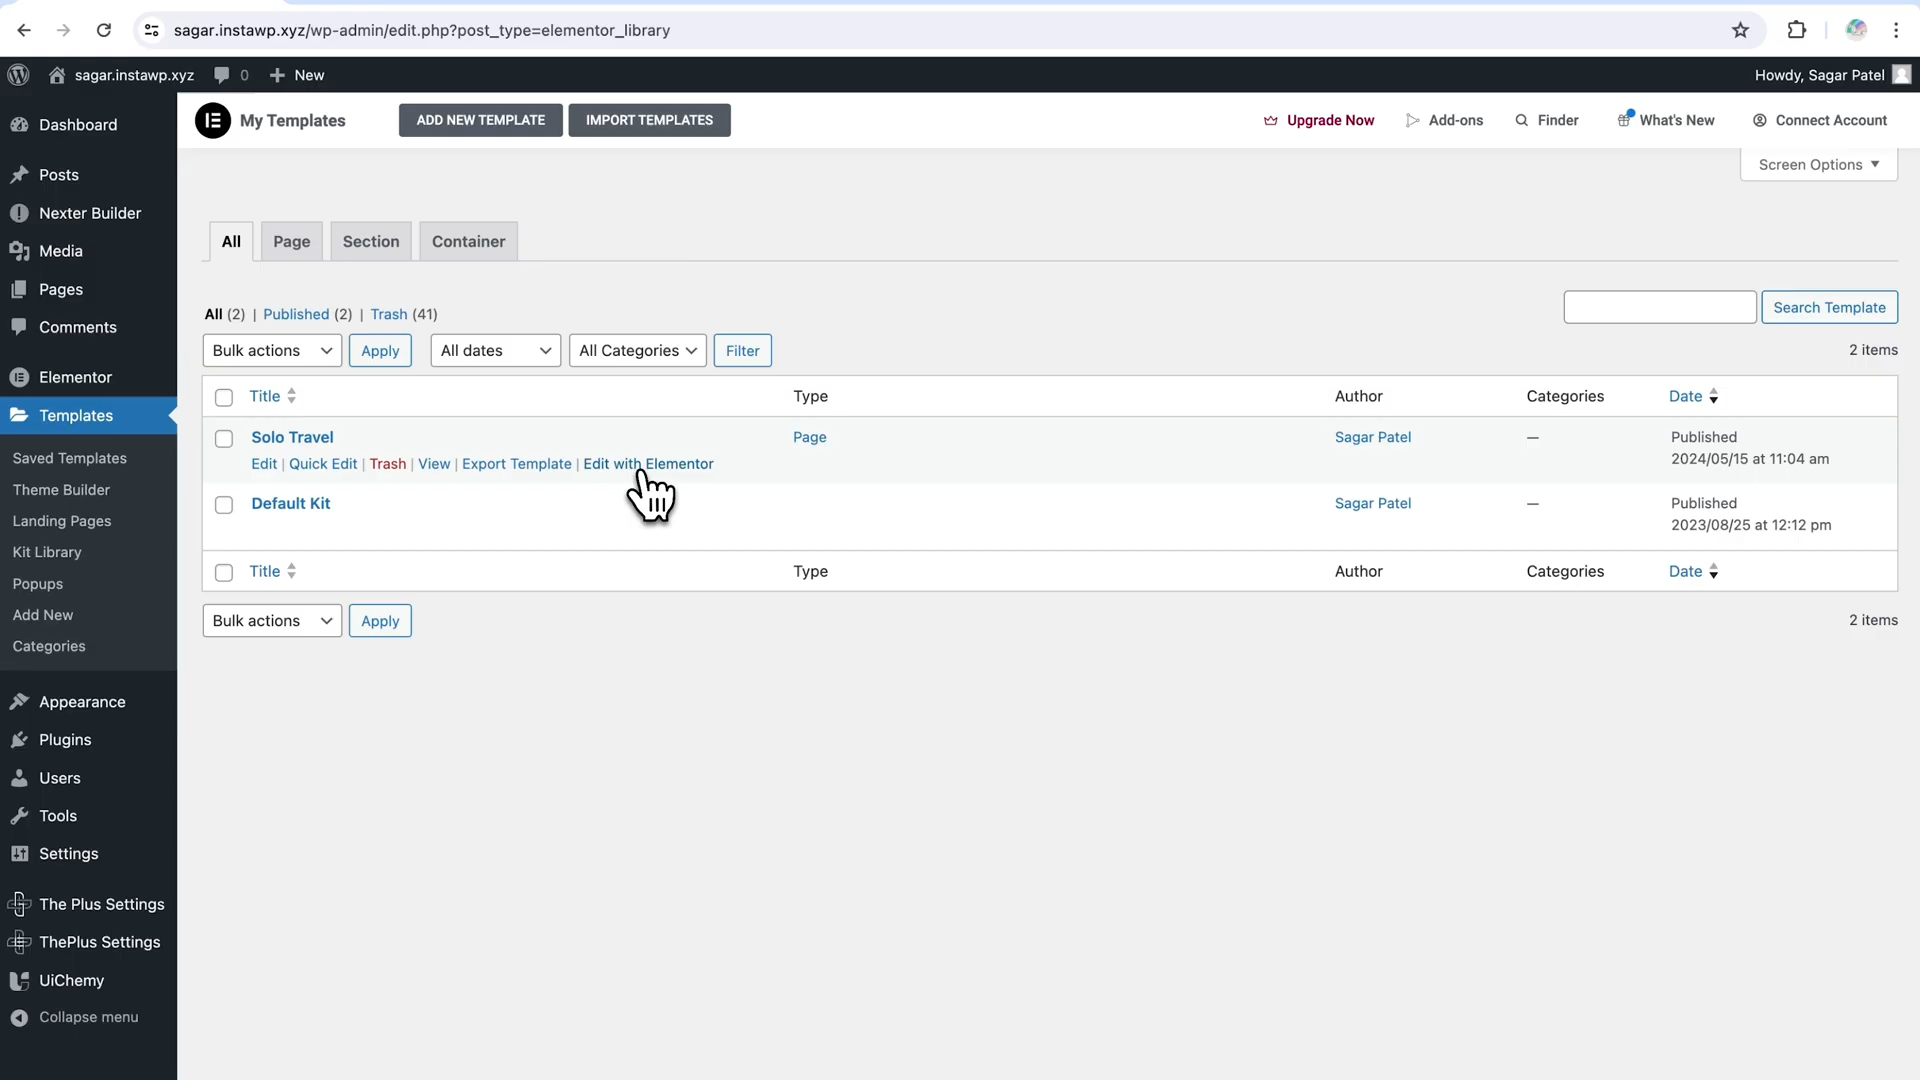 sagar.instawp.xyz/wp-admin/edit.php?post_type=elementor_library
sagar.instawp.xyz 0 New Howdy, Sagar Patel
My Templates ADD NEW TEMPLATE IMPORT TEMPLATES Upgrade Now Add-ons Finder What's New Connect Account
Screen Options
Dashboard
Posts
Nexter Builder
Media
Pages
Comments
Elementor
Templates
Saved Templates
Theme Builder
Landing Pages
Kit Library
Popups
Add New
Categories
Appearance
Plugins
Users
Tools
Settings
The Plus Settings
ThePlus Settings
UiChemy
Collapse menu
All Page Section Container
All (2) | Published (2) | Trash (41)
Search Template
Bulk actions Apply All dates All Categories Filter 2 items
Title Type Author Categories Date
Solo Travel Page Sagar Patel — Published
Edit | Quick Edit | Trash | View | Export Template | Edit with Elementor 2024/05/15 at 11:04 am
Default Kit Sagar Patel — Published
2023/08/25 at 12:12 pm
Title Type Author Categories Date
Bulk actions Apply 2 items